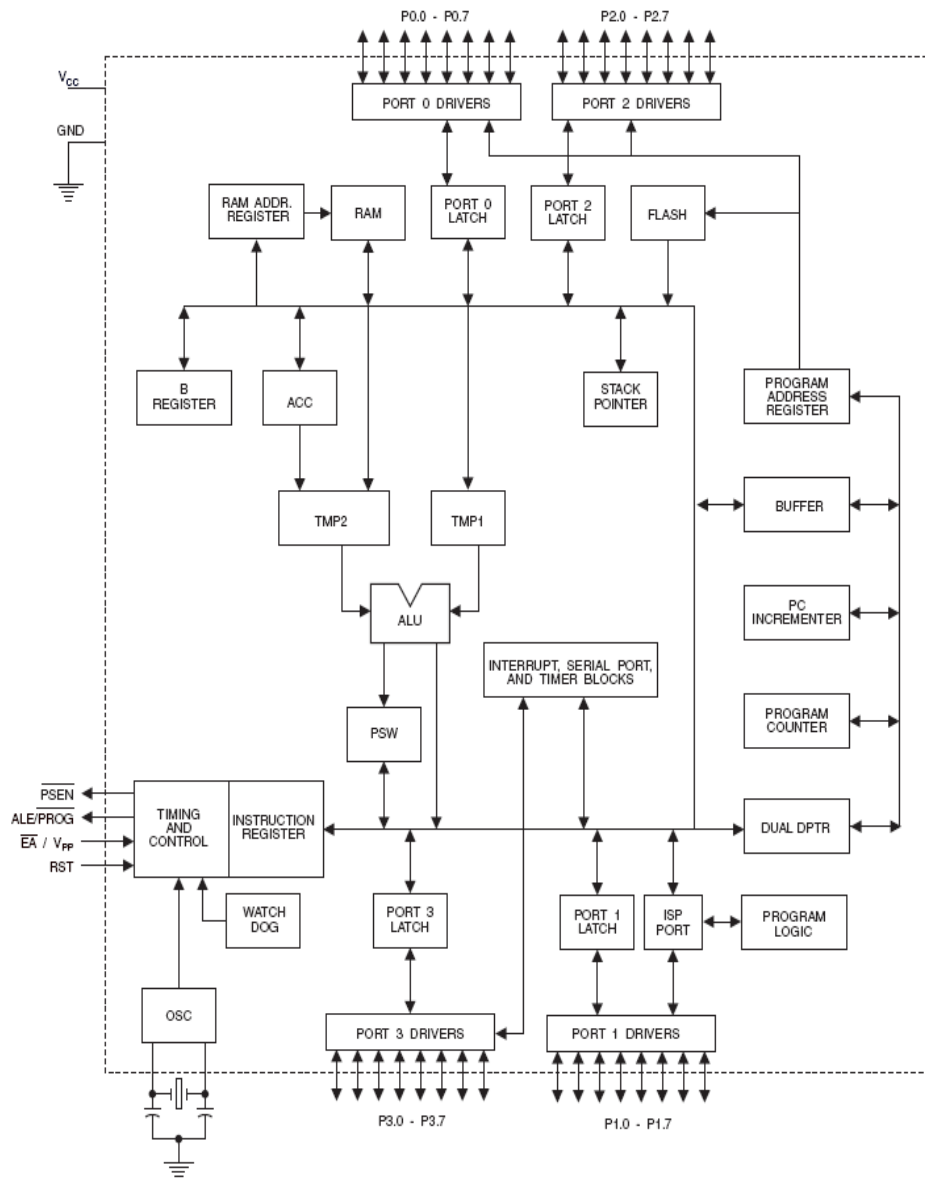 P0.0 - P0.7
P2.0 - P2.7
VCC
PORT 0 DRIVERS
PORT 2 DRIVERS
GND
RAM ADDR.
REGISTER
RAM
PORT 0
LATCH
PORT 2
LATCH
FLASH
B
REGISTER
ACC
STACK
POINTER
PROGRAM
ADDRESS
REGISTER
TMP2
TMP1
BUFFER
ALU
PC
INCREMENTER
INTERRUPT, SERIAL PORT,
AND TIMER BLOCKS
PSW
PROGRAM
COUNTER
PSEN
ALE/PROG
EA / VPP
RST
TIMING
AND
CONTROL
INSTRUCTION
REGISTER
DUAL DPTR
WATCH
DOG
PORT 3
LATCH
PORT 1
LATCH
ISP
PORT
PROGRAM
LOGIC
OSC
PORT 3 DRIVERS
PORT 1 DRIVERS
P3.0 - P3.7
P1.0 - P1.7